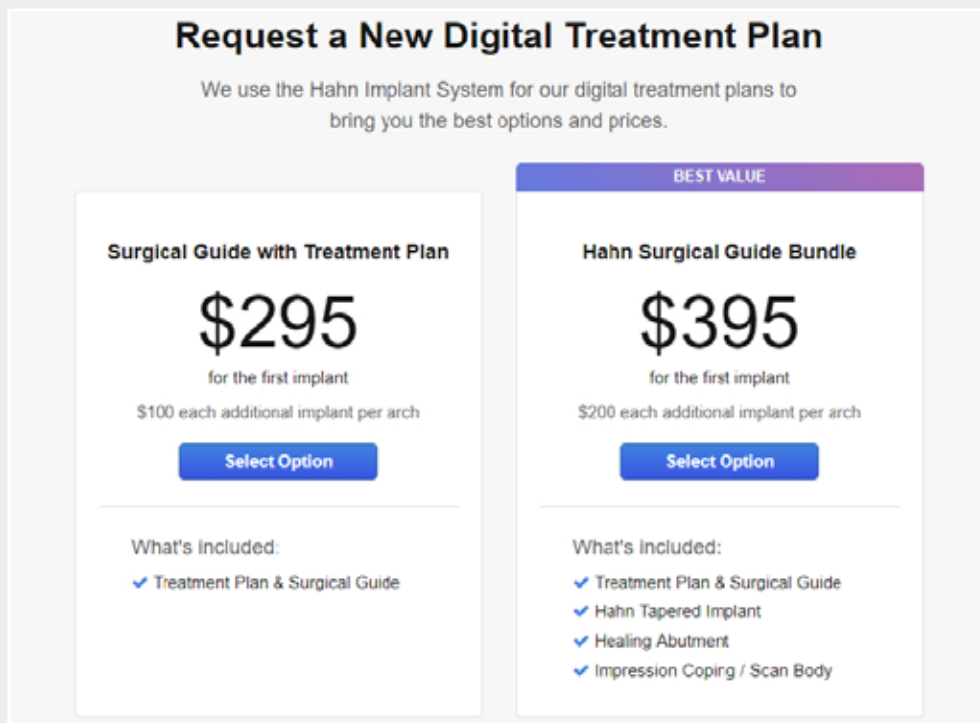 Request a New Digital Treatment Plan
We use the Hahn Implant System for our digital treatment plans to
bring you the best options and prices.
Surgical Guide with Treatment Plan
$295
for the first implant
$100 each additional implant per arch
Select Option
What's included:
Treatment Plan & Surgical Guide
BEST VALUE
Hahn Surgical Guide Bundle
$395
for the first implant
$200 each additional implant per arch
Select Option
What's included:
Treatment Plan & Surgical Guide
Hahn Tapered Implant
Healing Abutment
Impression Coping / Scan Body